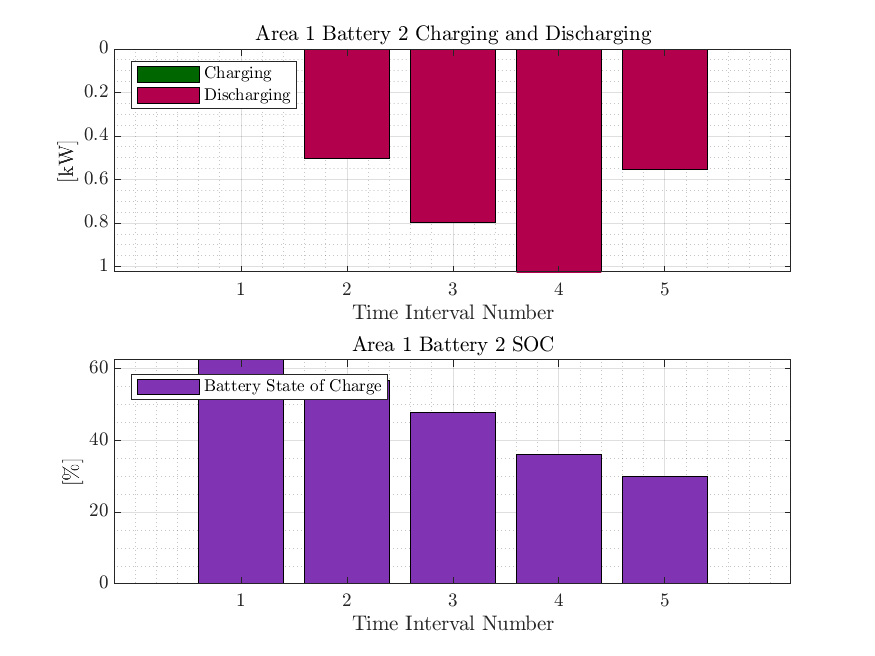 Area 1 Battery 2 Charging and Discharging
0
0.2
0.4
0.6
0.8
1
[kW]
Charging
Discharging
1 2 3 4 5
Time Interval Number
Area 1 Battery 2 SOC
60
40
20
0
[%]
Battery State of Charge
1 2 3 4 5
Time Interval Number